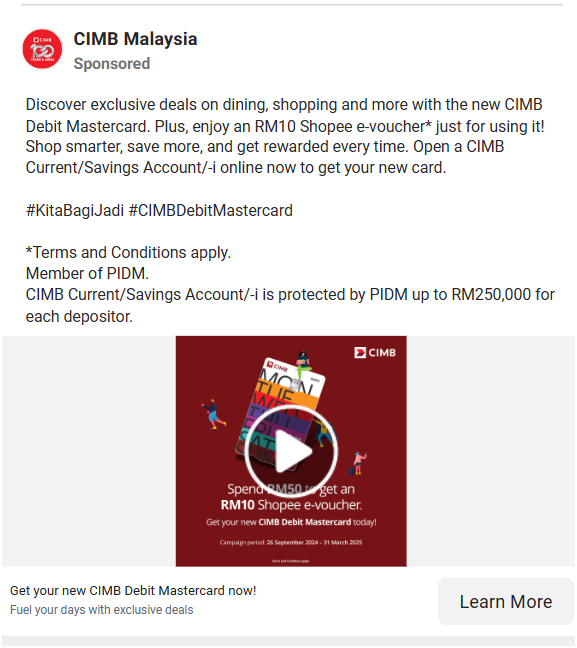 CIMB Malaysia
Sponsored
Discover exclusive deals on dining, shopping and more with the new CIMB
Debit Mastercard. Plus, enjoy an RM10 Shopee e-voucher* just for using it!
Shop smarter, save more, and get rewarded every time. Open a CIMB
Current/Savings Account/-i online now to get your new card.
#KitaBagiJadi #CIMBDebitMastercard
*Terms and Conditions apply.
Member of PIDM.
CIMB Current/Savings Account/-i is protected by PIDM up to RM250,000 for
each depositor.
CIMB
CIMB
MON
TUE
Spend RM50 to get an
RM10 Shopee e-voucher.
Get your new CIMB Debit Mastercard today!
Campaign period: 26 September 2024 – 31 March 2025
Terms and Conditions apply.
Get your new CIMB Debit Mastercard now!
Fuel your days with exclusive deals
Learn More